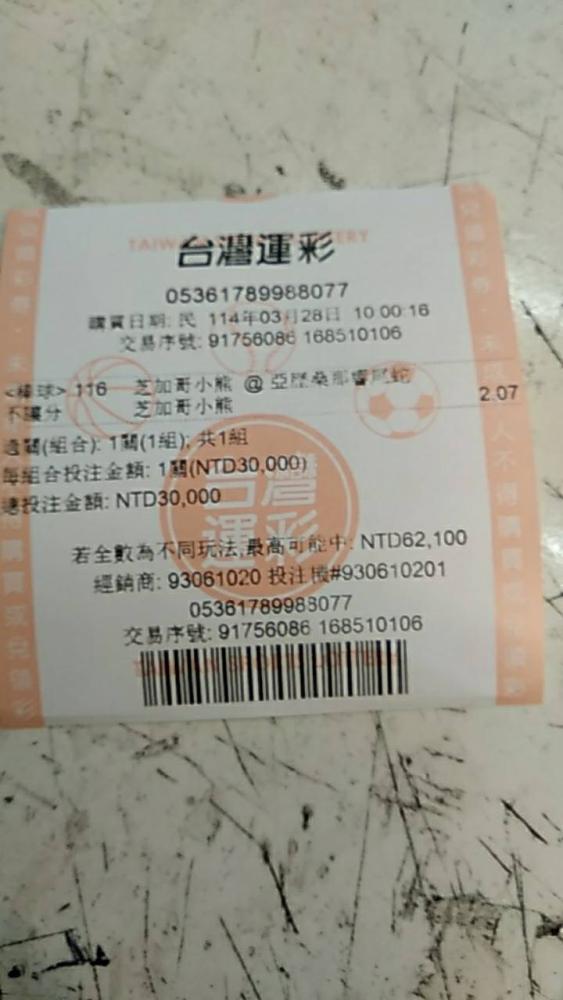 台灣運彩
05361789988077
購買日期: 民 114年03月28日 10:00:16
交易序號: 91756086 168510106
<棒球> 116 芝加哥小熊 @ 亞歷桑那響尾蛇
不讓分 芝加哥小熊 2.07
過關(組合): 1關(1組); 共1組
每組合投注金額: 1關(NTD30,000)
總投注金額: NTD30,000
台灣
運彩
若全數為不同玩法,最高可能中: NTD62,100
經銷商: 93061020 投注機#930610201
05361789988077
交易序號: 91756086 168510106